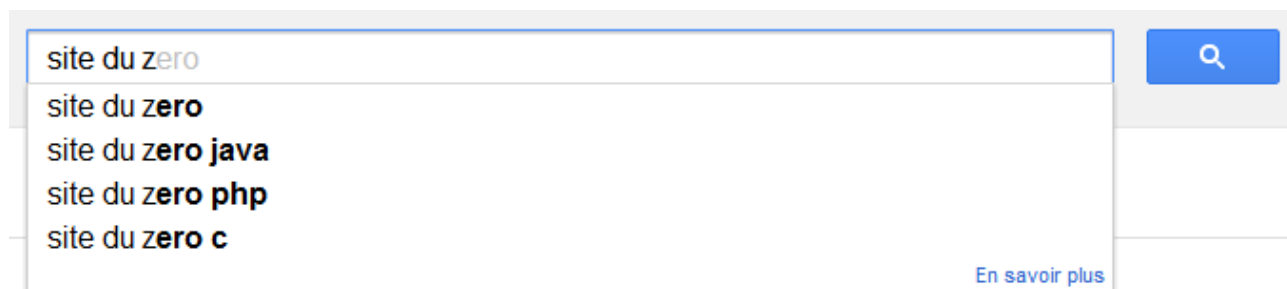 site du zero
site du zero
site du zero java
site du zero php
site du zero c
En savoir plus